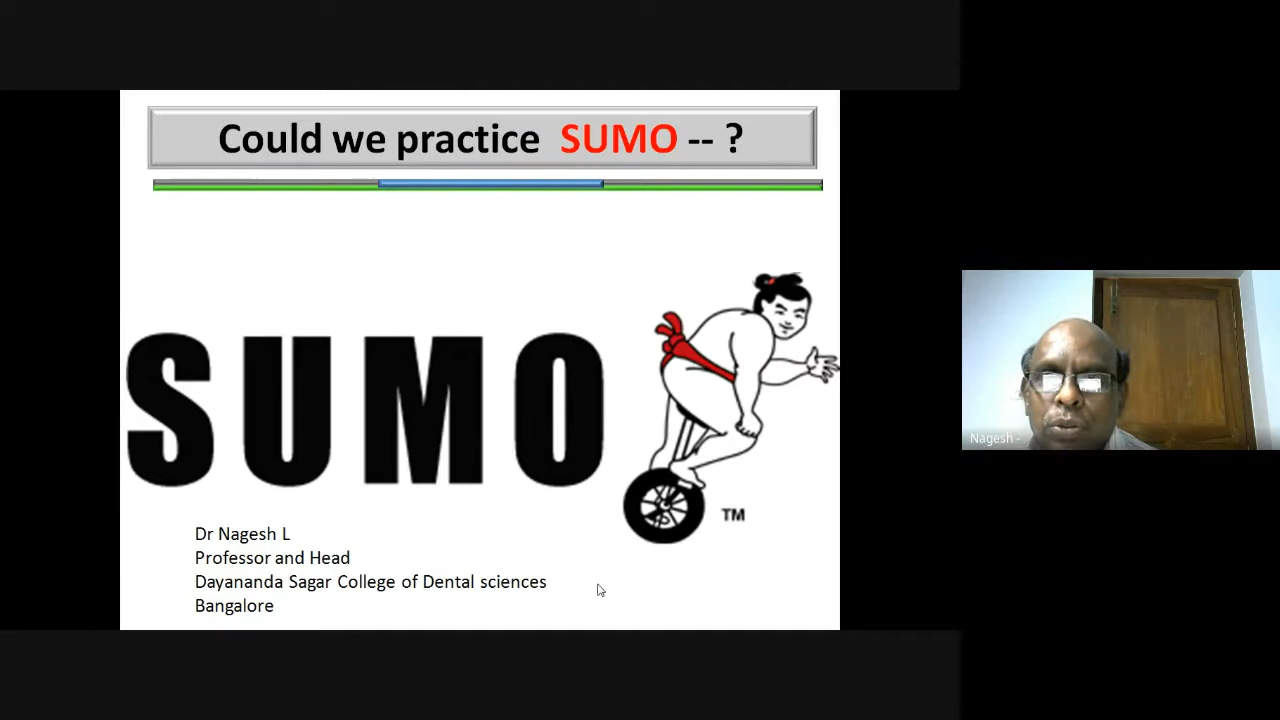 Could we practice SUMO -- ?
SUMO
TM
Dr Nagesh L
Professor and Head
Dayananda Sagar College of Dental sciences
Bangalore
Nagesh -